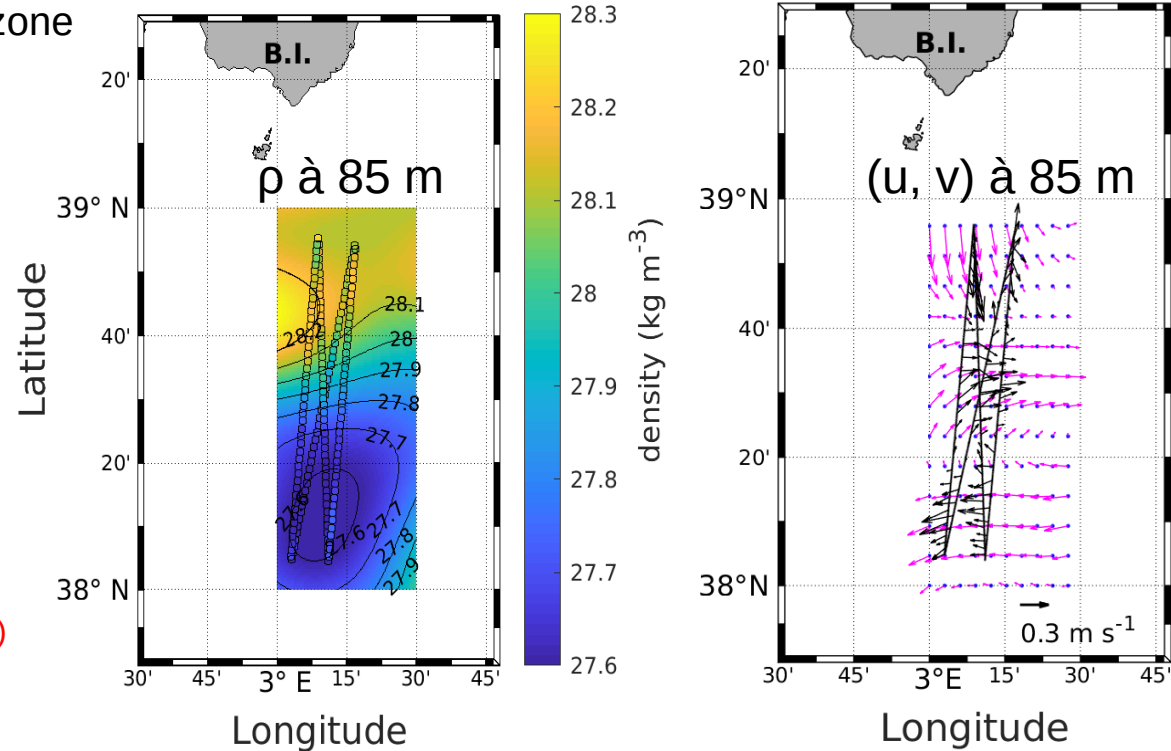 zone
)
B.I.
ρ à 85 m
20'
39° N
40'
20'
38° N
Latitude
30'
45'
3° E
15'
30'
45'
Longitude
28.2
28.1
28
27.9
27.8
27.7
27.6
27.6
27.7
27.8
27.9
28.3
28.2
28.1
28
27.9
27.8
27.7
27.6
density (kg m-3)
B.I.
(u, v) à 85 m
20'
39° N
40'
20'
38° N
0.3 m s-1
30'
45'
3°E
15'
30'
45'
Longitude